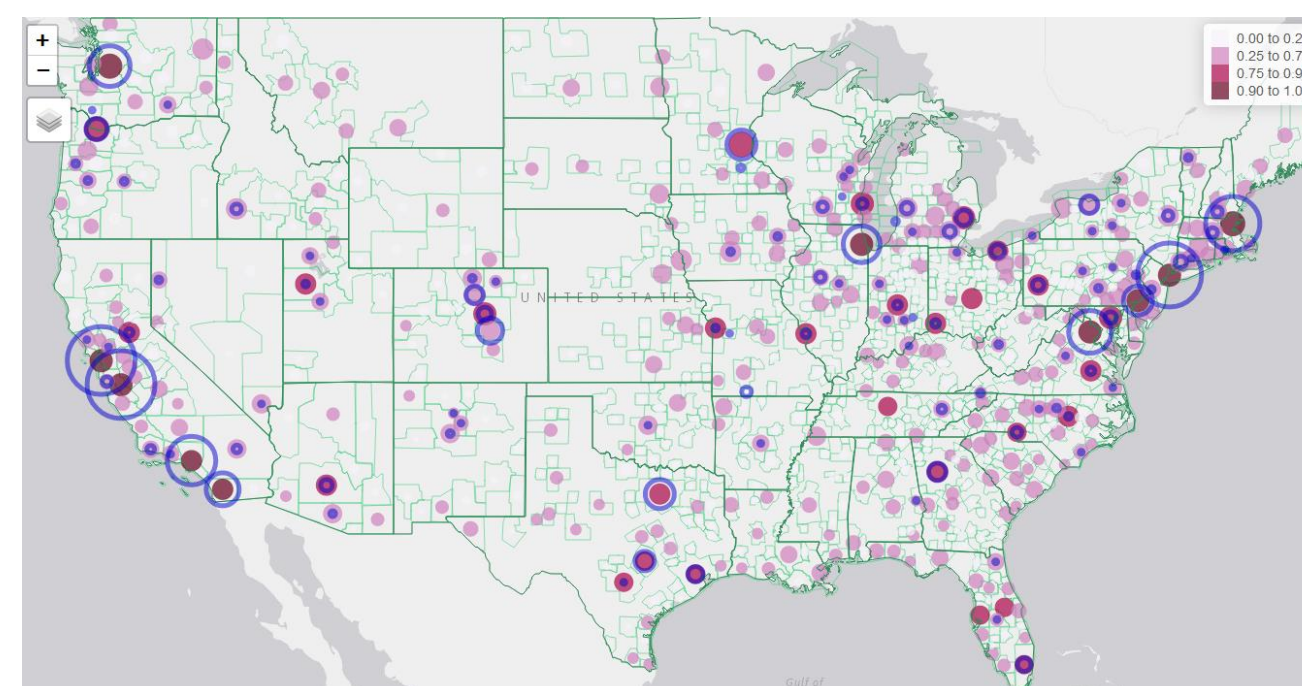 +
−
0.00 to 0.2
0.25 to 0.7
0.75 to 0.9
0.90 to 1.0
UNITED STATES
Gulf of